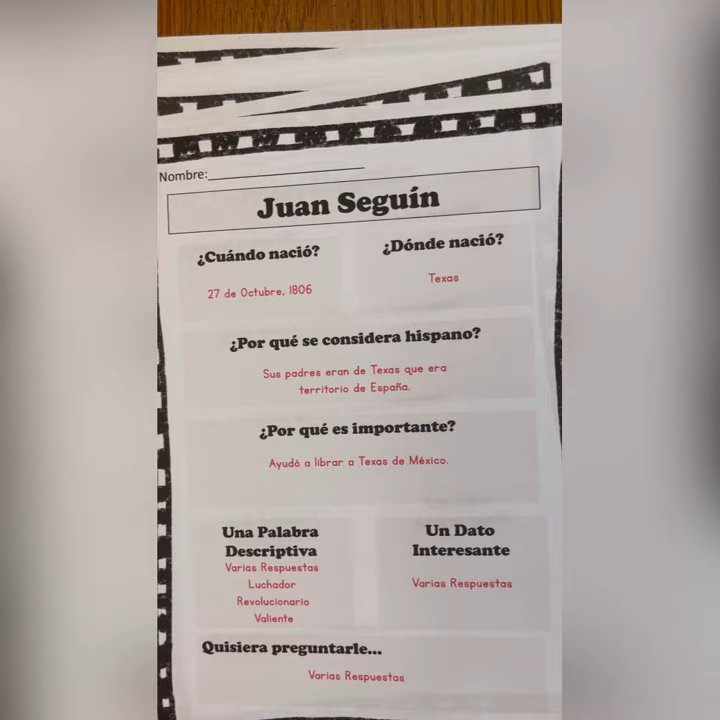 Nombre:
Juan Seguín
¿Cuándo nació?
27 de Octubre, 1806
¿Dónde nació?
Texas
¿Por qué se considera hispano?
Sus padres eran de Texas que era
territorio de España.
¿Por qué es importante?
Ayudó a librar a Texas de México.
Una Palabra
Descriptiva
Varias Respuestas
Luchador
Revolucionario
Valiente
Un Dato
Interesante
Varias Respuestas
Quisiera preguntarle...
Varias Respuestas